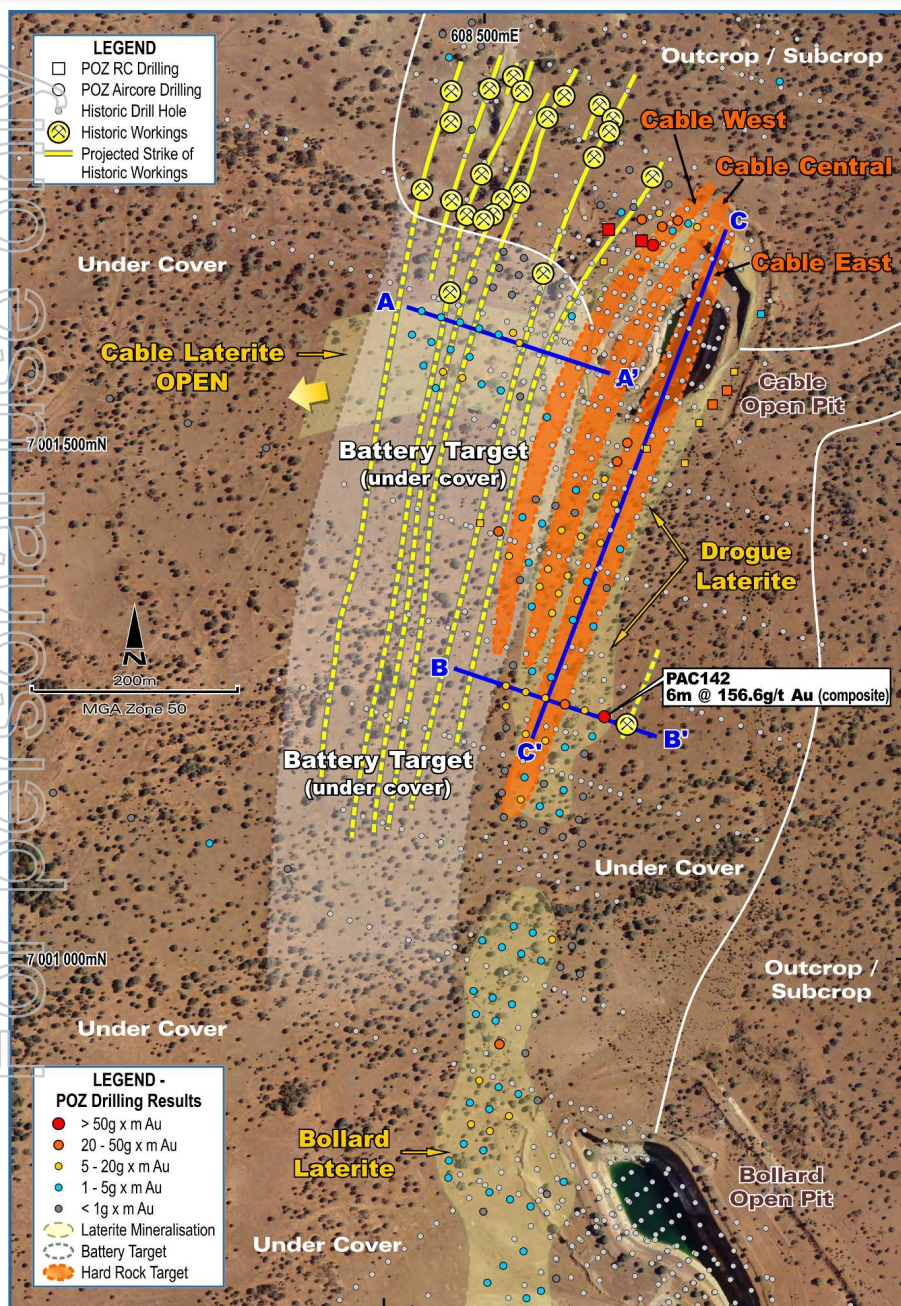 LEGEND
POZ RC Drilling
POZ Aircore Drilling
Historic Drill Hole
Historic Workings
Projected Strike of
Historic Workings
608 500mE
Outcrop / Subcrop
Cable West
Cable Central
C
Cable East
Under Cover
A
Cable Laterite
OPEN
A'
Cable
Open Pit
7 001 500mN
Battery Target
(under cover)
Drogue
Laterite
N
200m
MGA Zone 50
B
PAC142
6m @ 156.6g/t Au (composite)
B'
C'
Battery Target
(under cover)
Under Cover
7 001 000mN
Outcrop /
Subcrop
Under Cover
LEGEND -
POZ Drilling Results
> 50g x m Au
20 - 50g x m Au
5 - 20g x m Au
1 - 5g x m Au
< 1g x m Au
Laterite Mineralisation
Battery Target
Hard Rock Target
Bollard
Laterite
Bollard
Open Pit
Under Cover
For personal use only